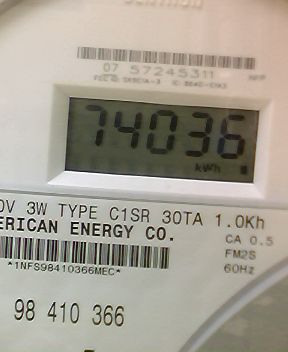 CENTRON
07 57245311
74036
kWh
0V 3W TYPE C1SR 30TA 1.0Kh
ERICAN ENERGY CO.
CA 0.5
FM2S
*1NFS98410366MEC*
60Hz
98 410 366